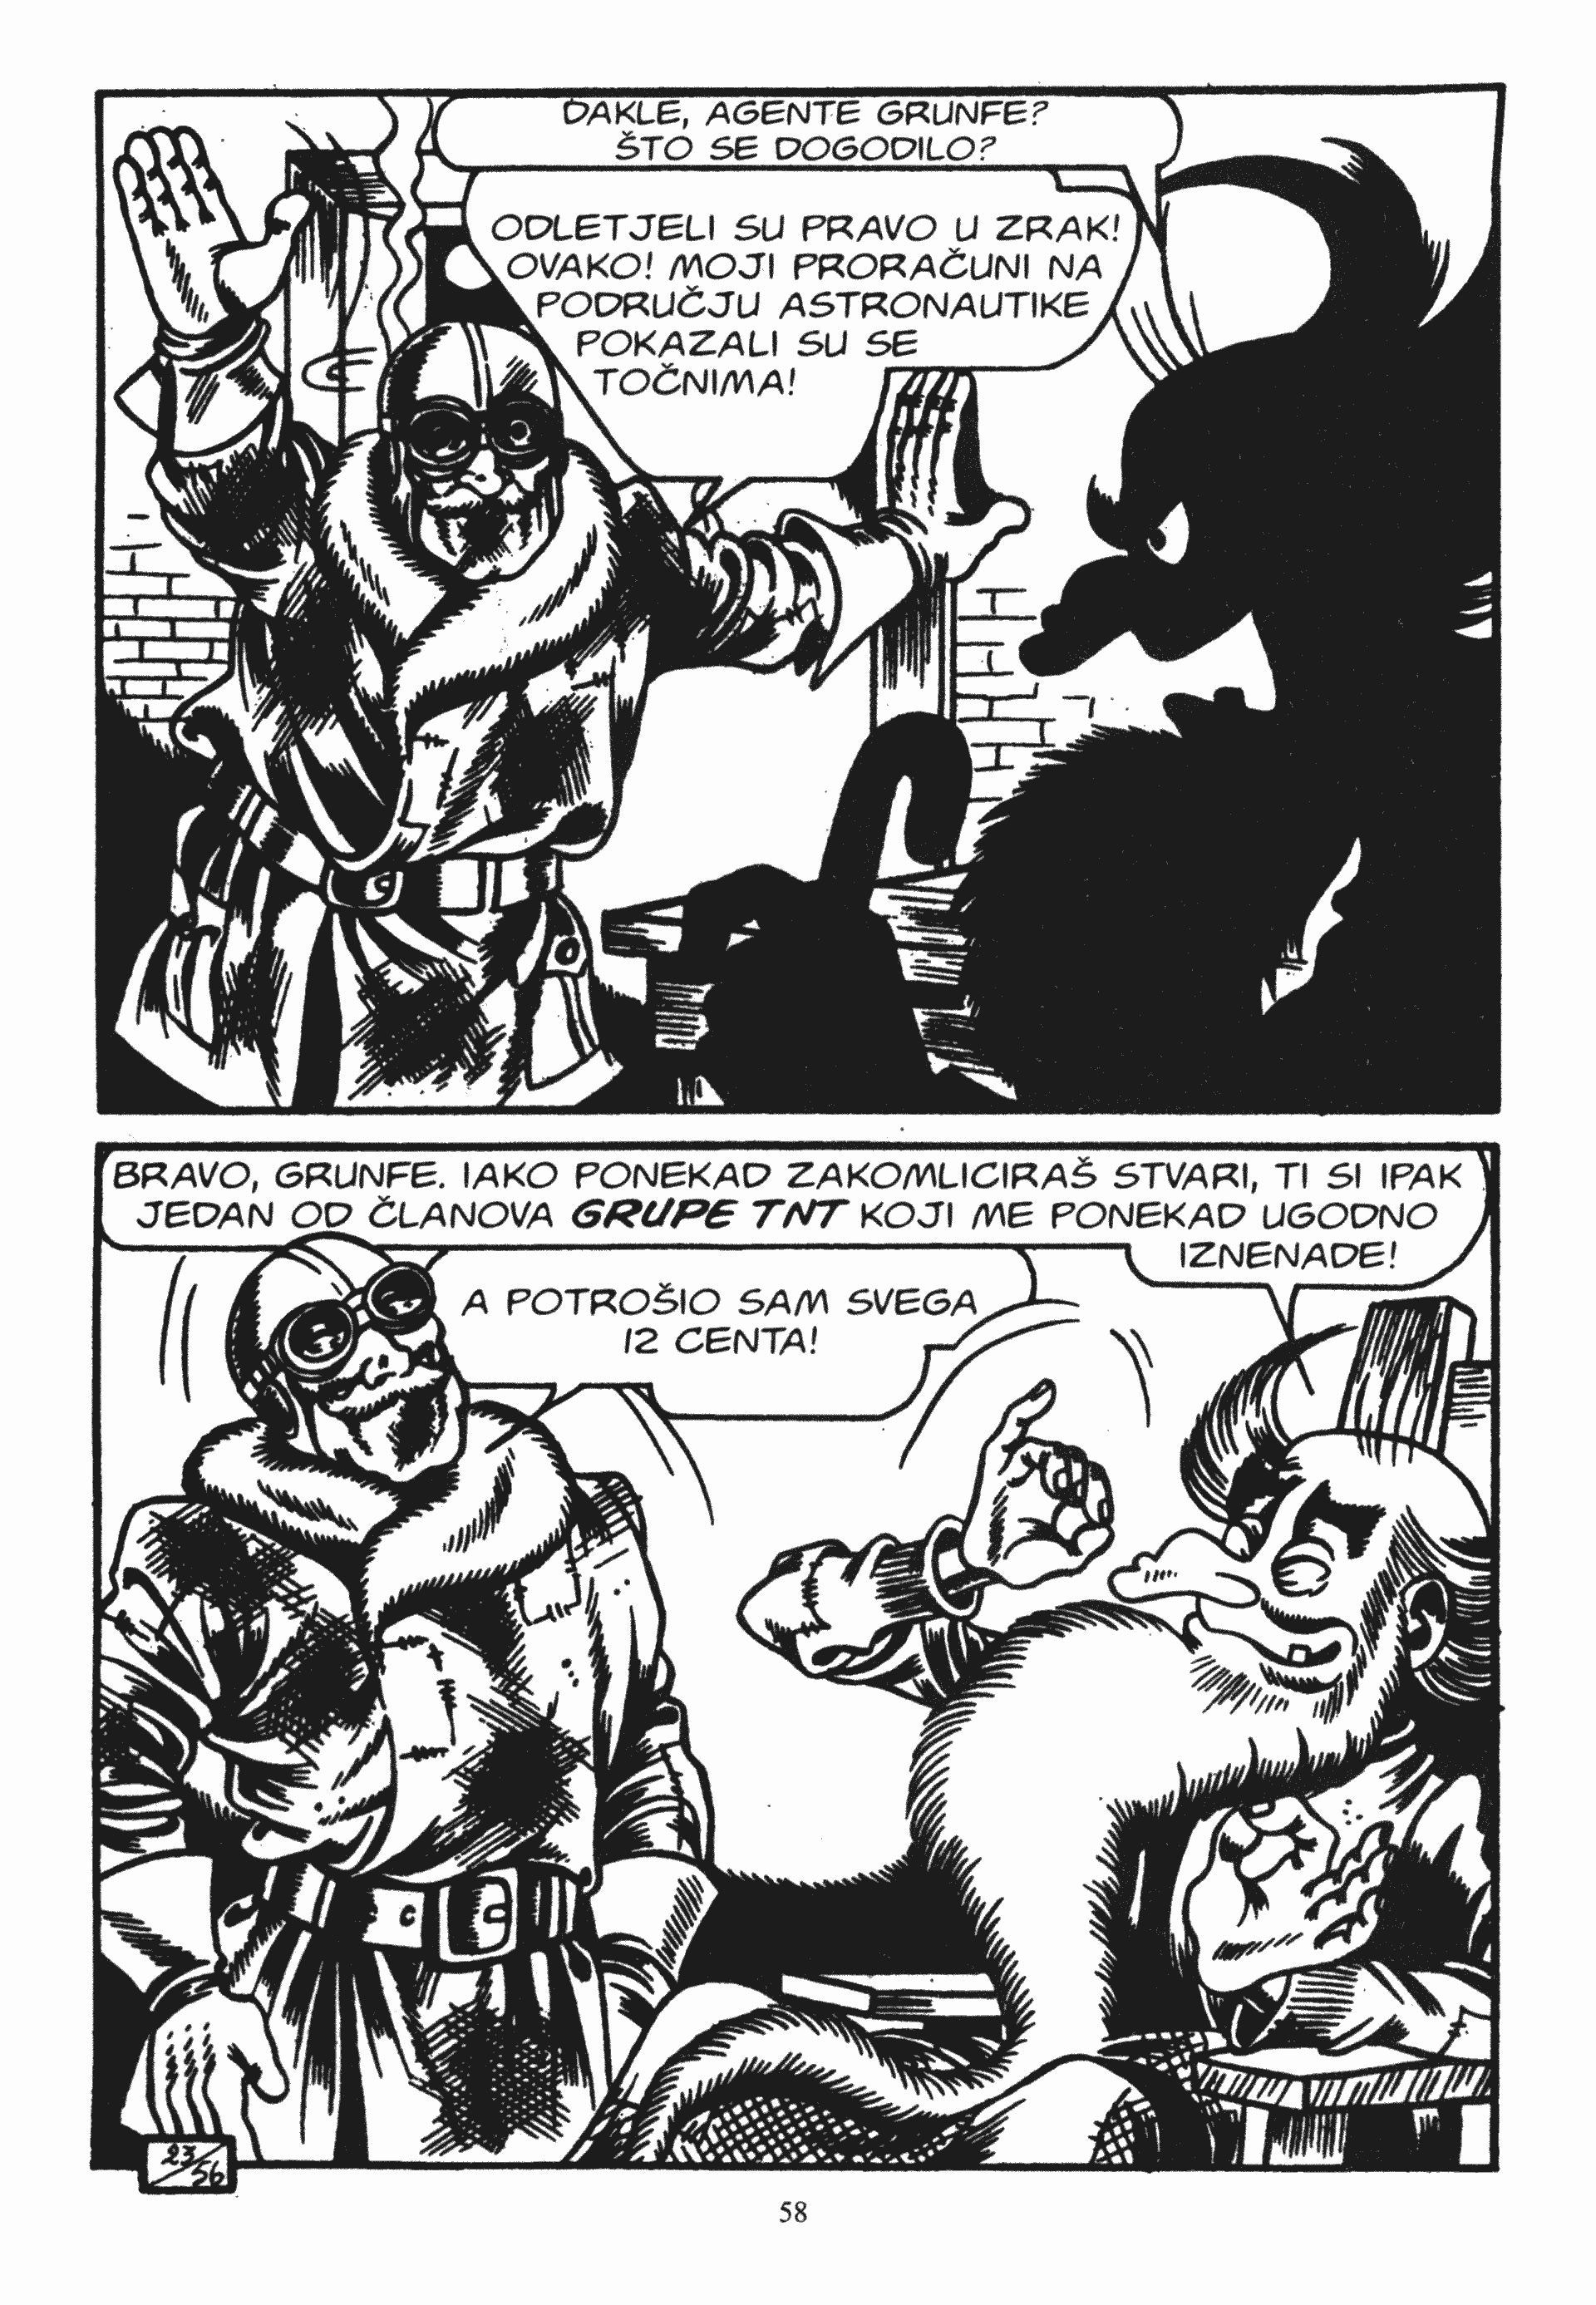 DAKLE, AGENTE GRUNFE?
ŠTO SE DOGODILO?
ODLETJELI SU PRAVO U ZRAK!
OVAKO! MOJI PRORAČUNI NA
PODRUČJU ASTRONAUTIKE
POKAZALI SU SE
TOČNIMA!
BRAVO, GRUNFE. IAKO PONEKAD ZAKOMLICIRAŠ STVARI, TI SI IPAK
JEDAN OD ČLANOVA GRUPE TNT KOJI ME PONEKAD UGODNO
IZNENADE!
A POTROŠIO SAM SVEGA
12 CENTA!
23/56
58